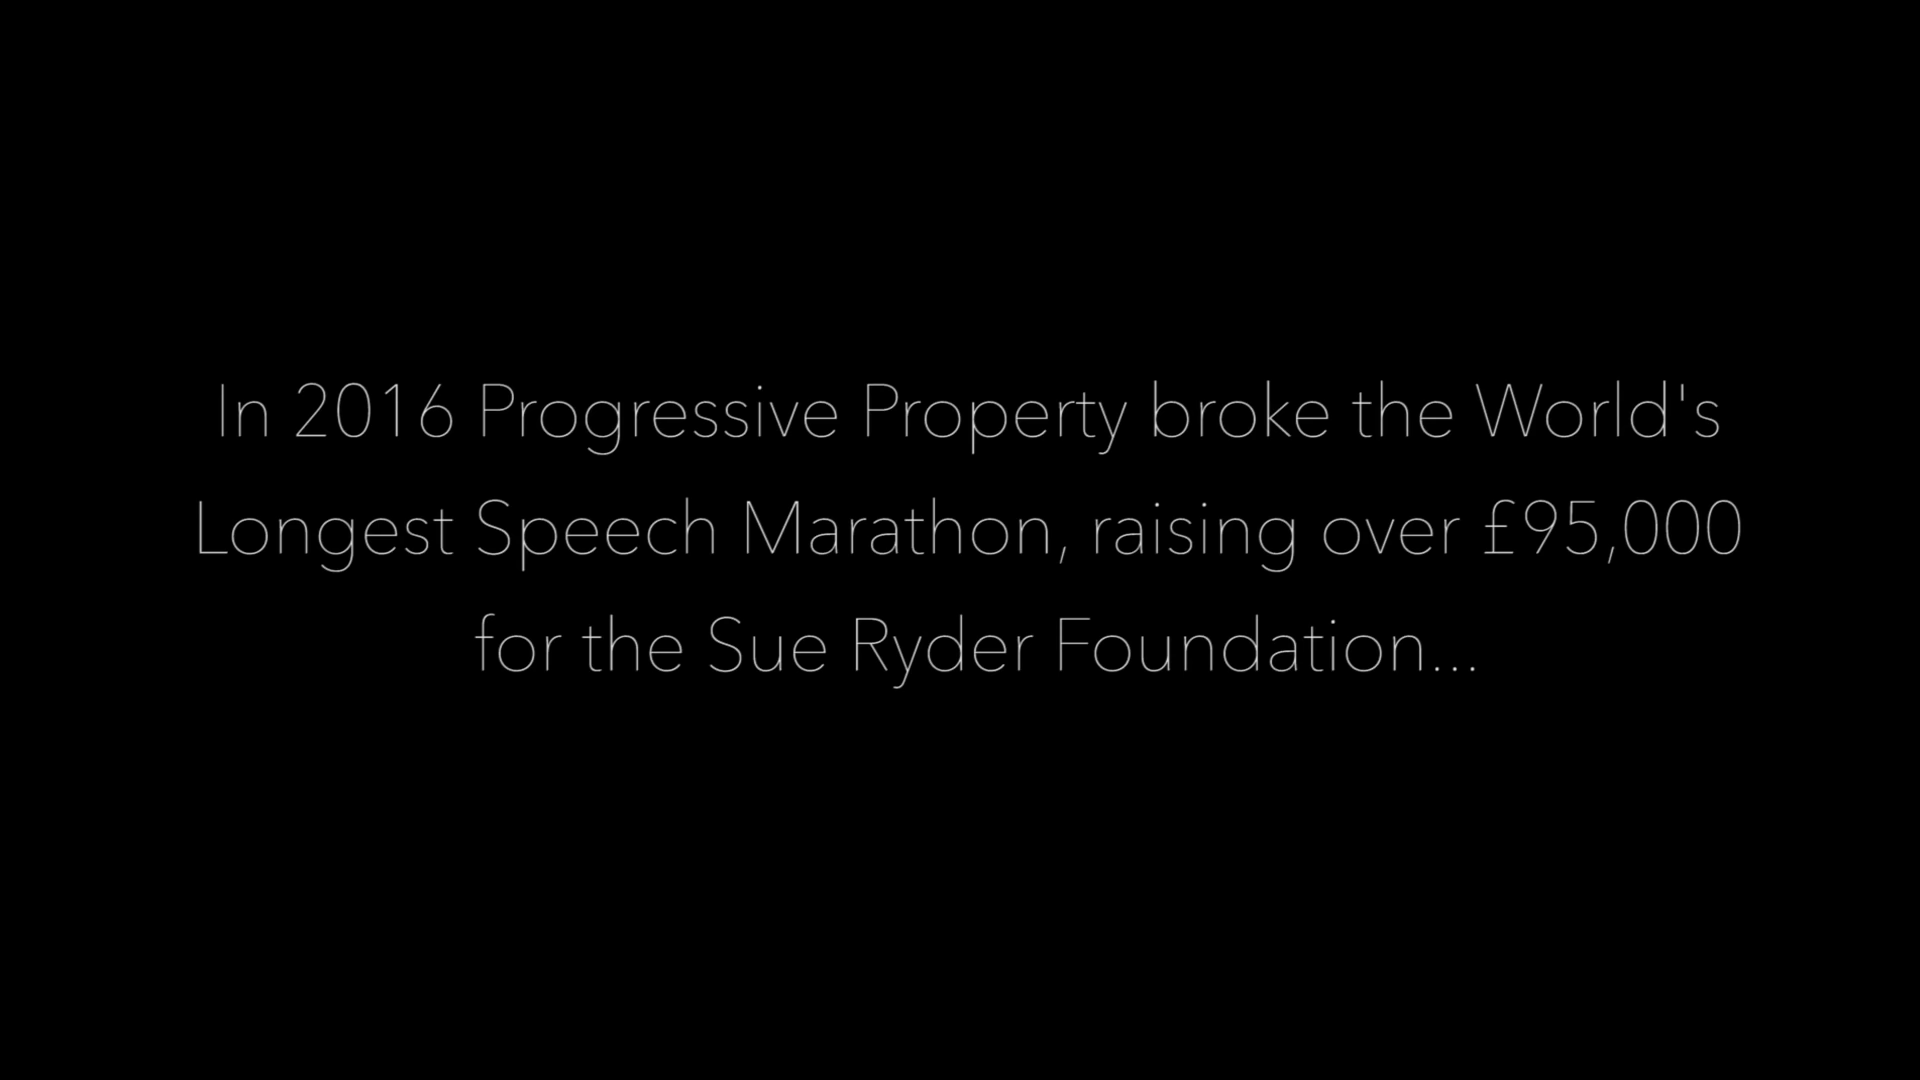 In 2016 Progressive Property broke the World's
Longest Speech Marathon, raising over £95,000
for the Sue Ryder Foundation...